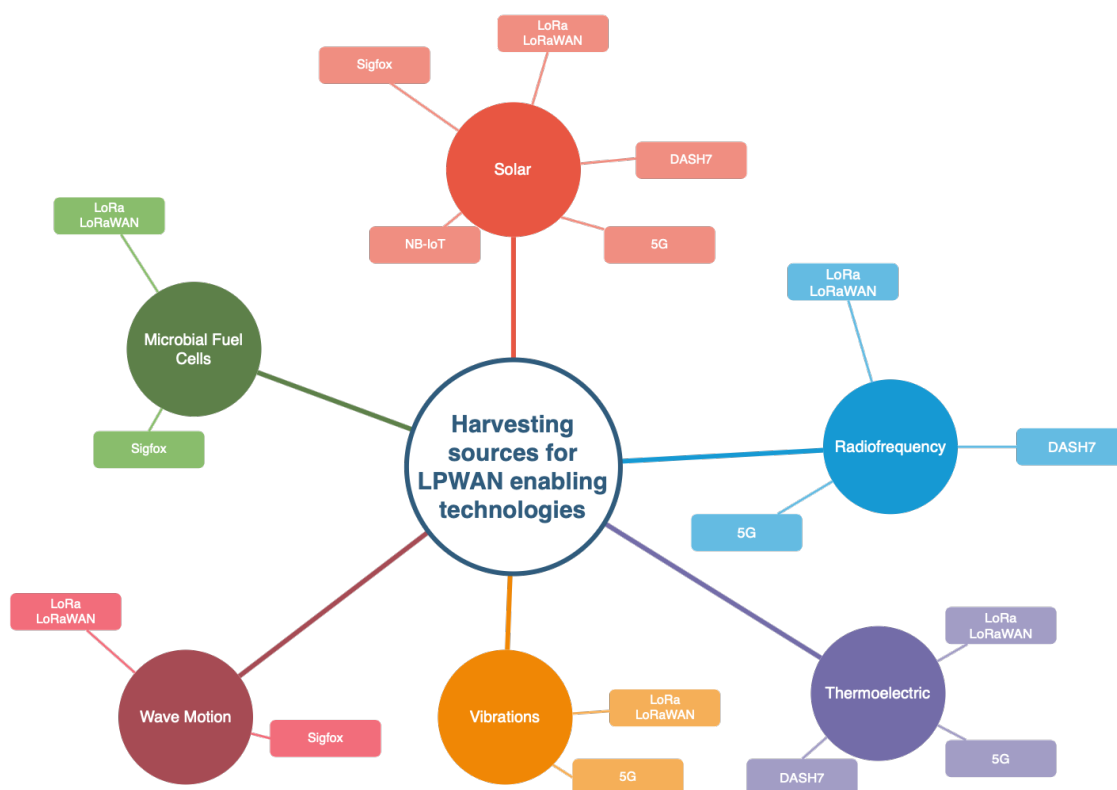 LoRa
LoRaWAN
Sigfox
Solar
DASH7
NB-IoT
5G
LoRa
LoRaWAN
Microbial Fuel
Cells
Sigfox
LoRa
LoRaWAN
Radiofrequency
DASH7
5G
Harvesting
sources for
LPWAN enabling
technologies
LoRa
LoRaWAN
Wave Motion
Sigfox
Vibrations
LoRa
LoRaWAN
5G
LoRa
LoRaWAN
Thermoelectric
5G
DASH7